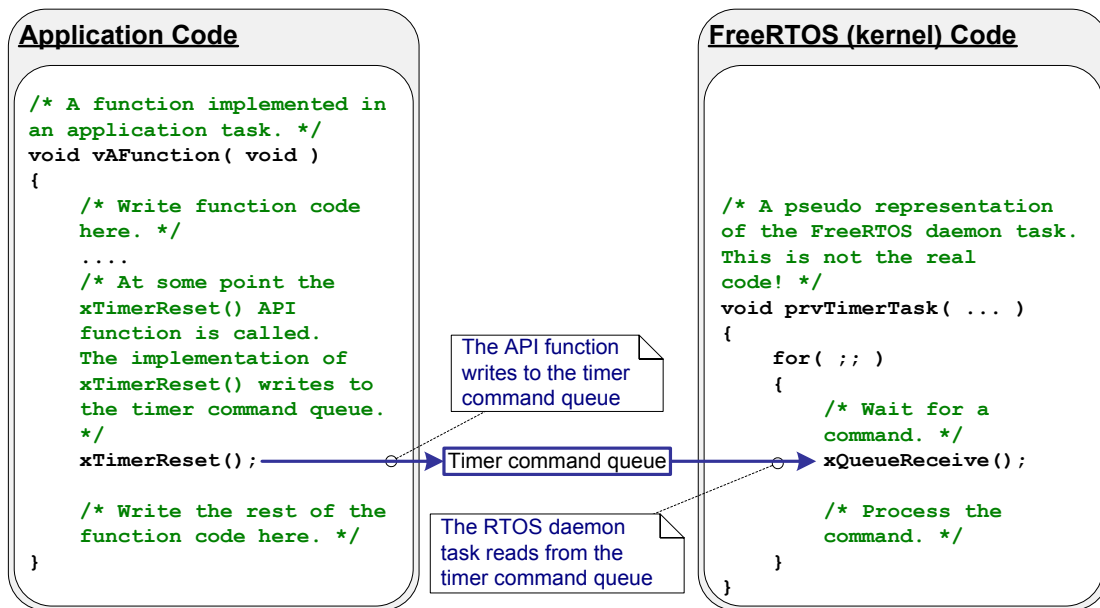 Application Code
/* A function implemented in
an application task. */
void vAFunction( void )
{
/* Write function code
here. */
....
/* At some point the
xTimerReset() API
function is called.
The implementation of
xTimerReset() writes to
the timer command queue.
*/
xTimerReset();
/* Write the rest of the
function code here. */
}
The API function
writes to the timer
command queue
Timer command queue
The RTOS daemon
task reads from the
timer command queue
FreeRTOS (kernel) Code
/* A pseudo representation
of the FreeRTOS daemon task.
This is not the real
code! */
void prvTimerTask( ... )
{
for( ;; )
{
/* Wait for a
command. */
xQueueReceive();
/* Process the
command. */
}
}